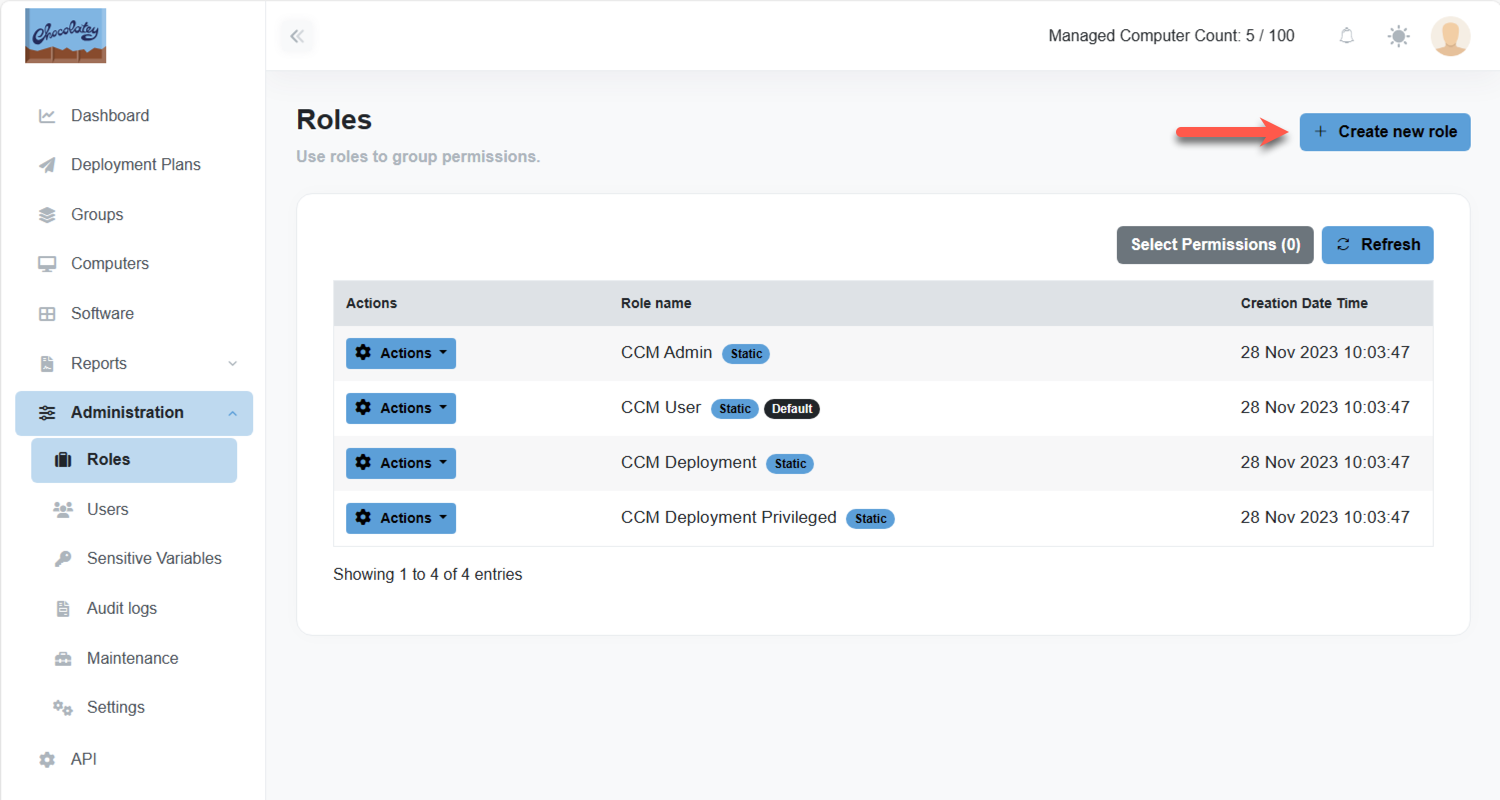 Chocolatey
Managed Computer Count: 5 / 100
Dashboard
Deployment Plans
Groups
Computers
Software
Reports
Administration
Roles
Users
Sensitive Variables
Audit logs
Maintenance
Settings
API
Roles
Use roles to group permissions.
Create new role
Select Permissions (0) Refresh
Actions Role name Creation Date Time
Actions CCM Admin Static 28 Nov 2023 10:03:47
Actions CCM User Static Default 28 Nov 2023 10:03:47
Actions CCM Deployment Static 28 Nov 2023 10:03:47
Actions CCM Deployment Privileged Static 28 Nov 2023 10:03:47
Showing 1 to 4 of 4 entries